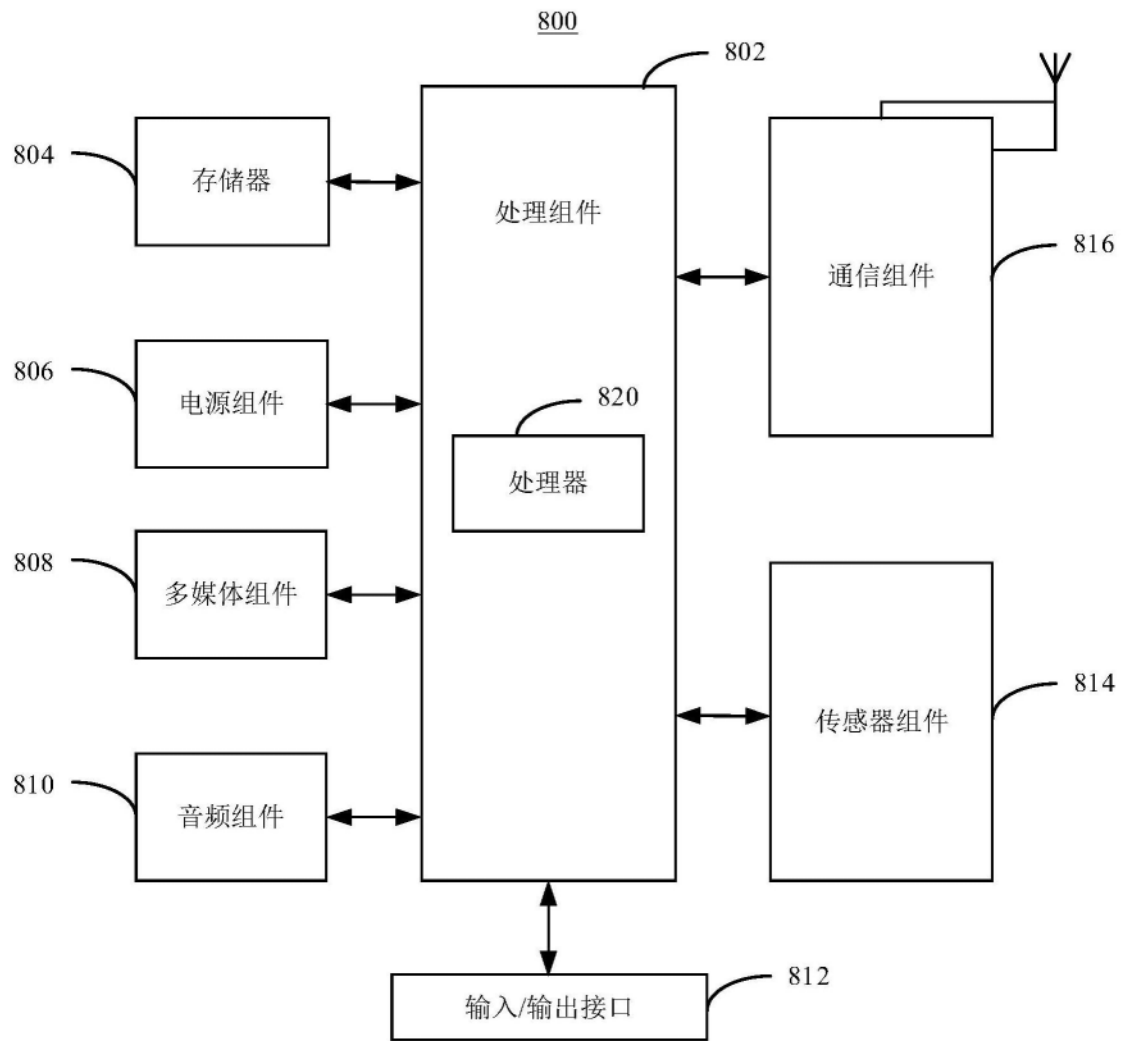 800
802
804
存储器
处理组件
816
通信组件
806
电源组件
820
处理器
808
多媒体组件
814
传感器组件
810
音频组件
812
输入/输出接口